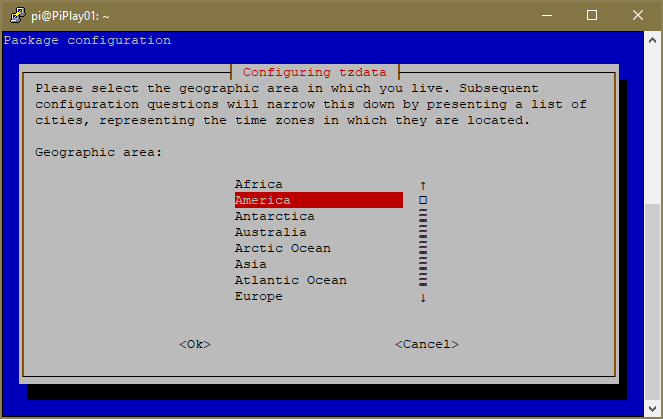 pi@PiPlay01: ~
Package configuration
Configuring tzdata
Please select the geographic area in which you live. Subsequent
configuration questions will narrow this down by presenting a list of
cities, representing the time zones in which they are located.
Geographic area:
Africa
America
Antarctica
Australia
Arctic Ocean
Asia
Atlantic Ocean
Europe
<Ok> <Cancel>